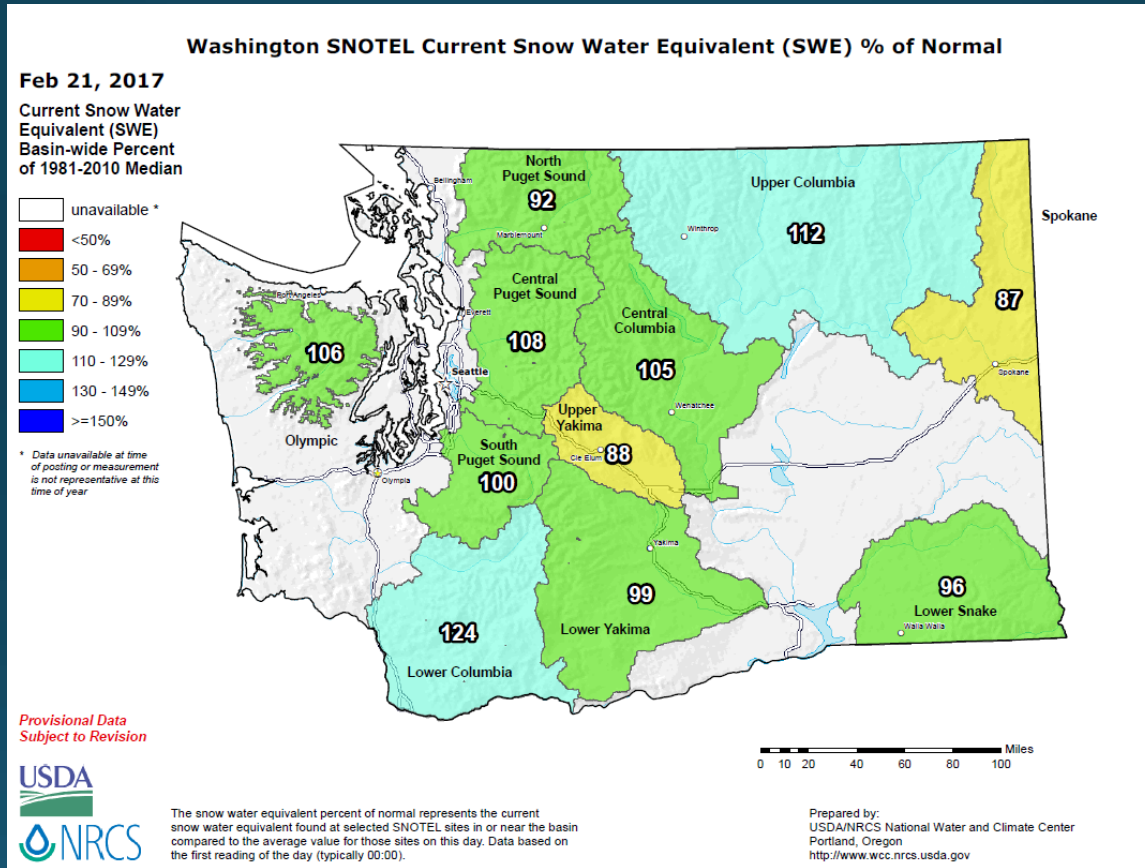 Washington SNOTEL Current Snow Water Equivalent (SWE) % of Normal
Feb 21, 2017
Current Snow Water
Equivalent (SWE)
Basin-wide Percent
of 1981-2010 Median
unavailable *
<50%
50 - 69%
70 - 89%
90 - 109%
110 - 129%
130 - 149%
>=150%
* Data unavailable at time
of posting or measurement
is not representative at this
time of year
North
Puget Sound
92
Bellingham
Marblemount
Upper Columbia
112
Winthrop
Spokane
87
Spokane
Central
Puget Sound
108
Everett
Central
Columbia
105
Wenatchee
Port Angeles
106
Olympic
Seattle
Upper
Yakima
88
Cle Elum
South
Puget Sound
100
Olympia
Yakima
99
Lower Yakima
96
Lower Snake
Walla Walla
124
Lower Columbia
Provisional Data
Subject to Revision
Miles
0 10 20 40 60 80 100
USDA
NRCS
The snow water equivalent percent of normal represents the current
snow water equivalent found at selected SNOTEL sites in or near the basin
compared to the average value for those sites on this day. Data based on
the first reading of the day (typically 00:00).
Prepared by:
USDA/NRCS National Water and Climate Center
Portland, Oregon
http://www.wcc.nrcs.usda.gov